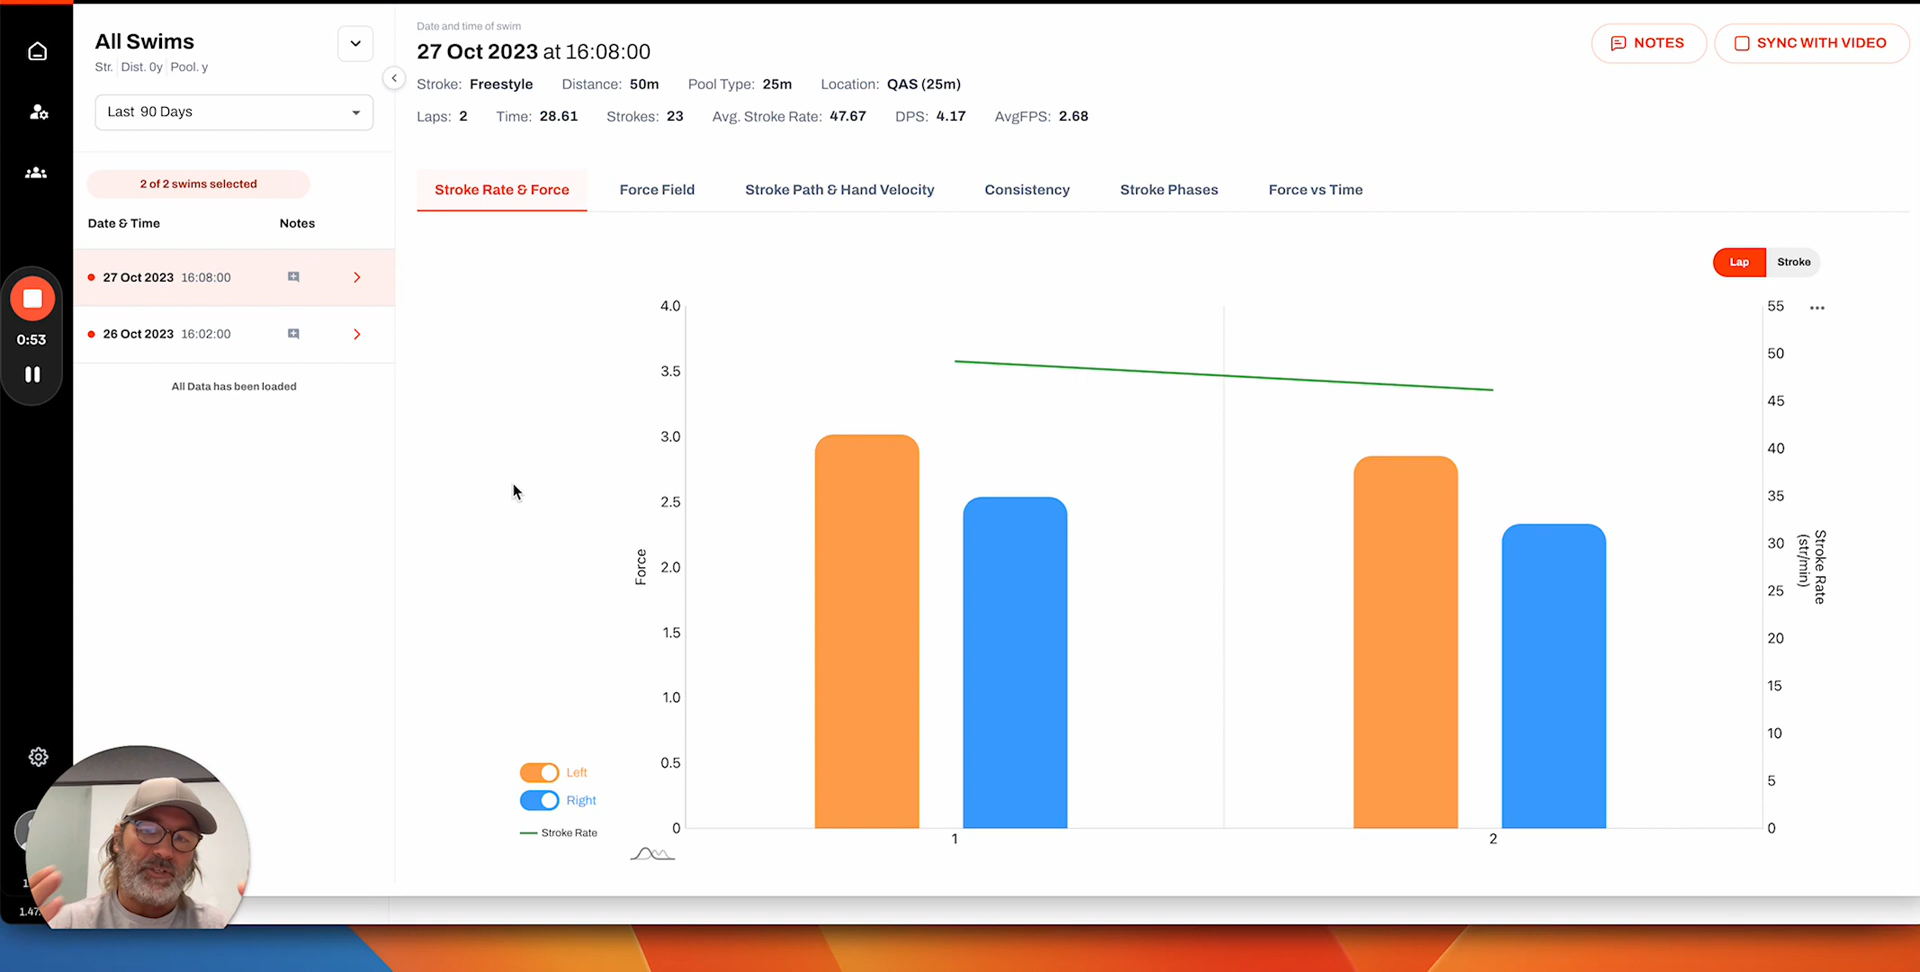 All Swims
Str. Dist. 0y Pool. y
Last 90 Days
2 of 2 swims selected
Date & Time Notes
27 Oct 2023 16:08:00
26 Oct 2023 16:02:00
All Data has been loaded
0:53
1.47.
Date and time of swim
27 Oct 2023 at 16:08:00
Stroke: Freestyle Distance: 50m Pool Type: 25m Location: QAS (25m)
Laps: 2 Time: 28.61 Strokes: 23 Avg. Stroke Rate: 47.67 DPS: 4.17 AvgFPS: 2.68
NOTES
SYNC WITH VIDEO
Stroke Rate & Force Force Field Stroke Path & Hand Velocity Consistency Stroke Phases Force vs Time
Lap Stroke
4.0
3.5
3.0
2.5
2.0
1.5
1.0
0.5
0
Force
Left
Right
Stroke Rate
1 2
55
50
45
40
35
30
25
20
15
10
5
0
Stroke Rate
(str/min)